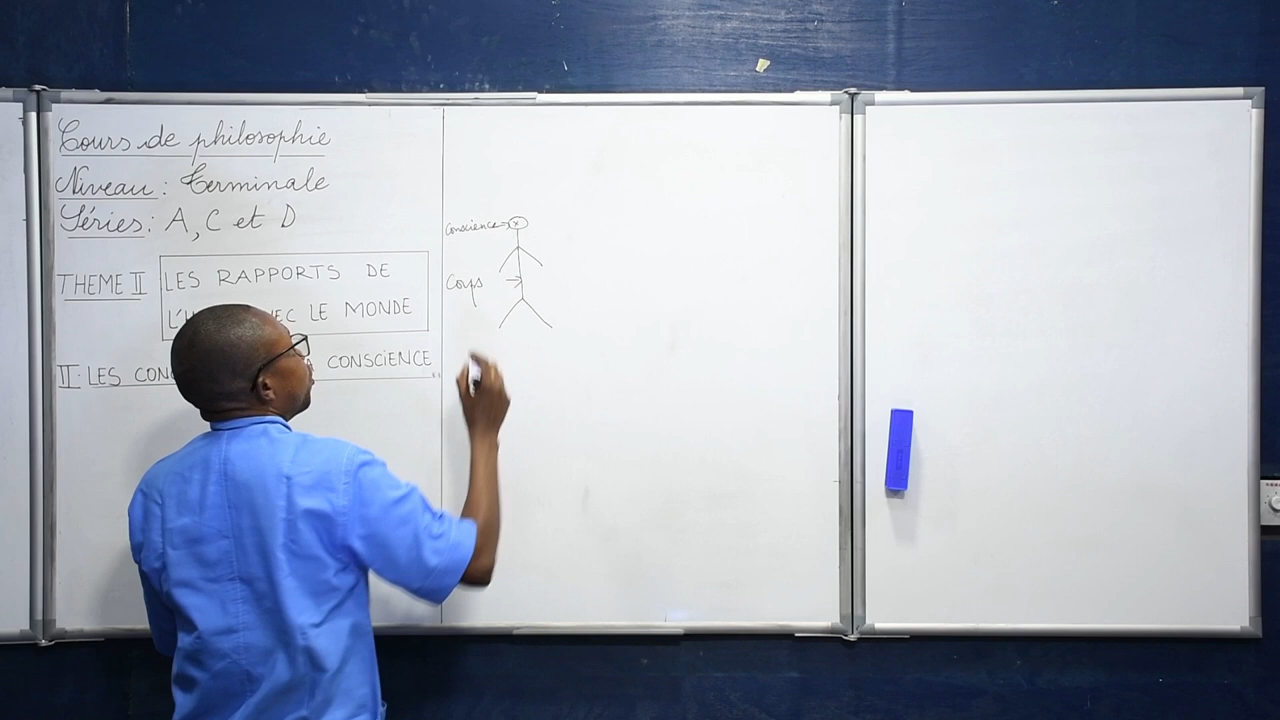 Cours de philosophie
Niveau : Terminale
Séries : A, C et D
THEME II LES RAPPORTS DE
LE MONDE
II. LES CONSCIENCE
Conscience
Corps